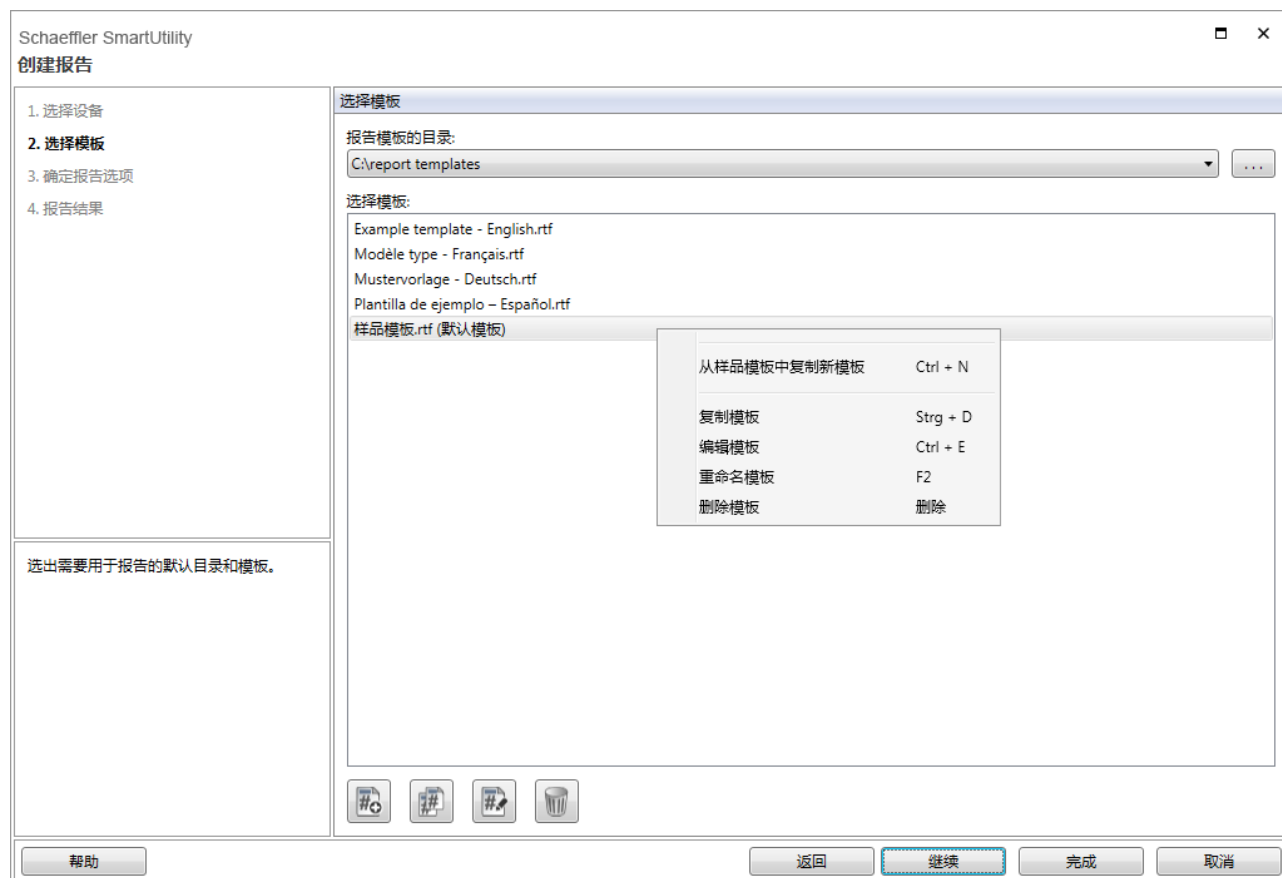 Schaeffler SmartUtility
创建报告
1. 选择设备
2. 选择模板
3. 确定报告选项
4. 报告结果
选出需要用于报告的默认目录和模板。
选择模板
报告模板的目录:
C:\report templates
...
选择模板:
Example template - English.rtf
Modèle type - Français.rtf
Mustervorlage - Deutsch.rtf
Plantilla de ejemplo – Español.rtf
样品模板.rtf (默认模板)
从样品模板中复制新模板 Ctrl + N
复制模板 Strg + D
编辑模板 Ctrl + E
重命名模板 F2
删除模板 删除
帮助 返回 继续 完成 取消